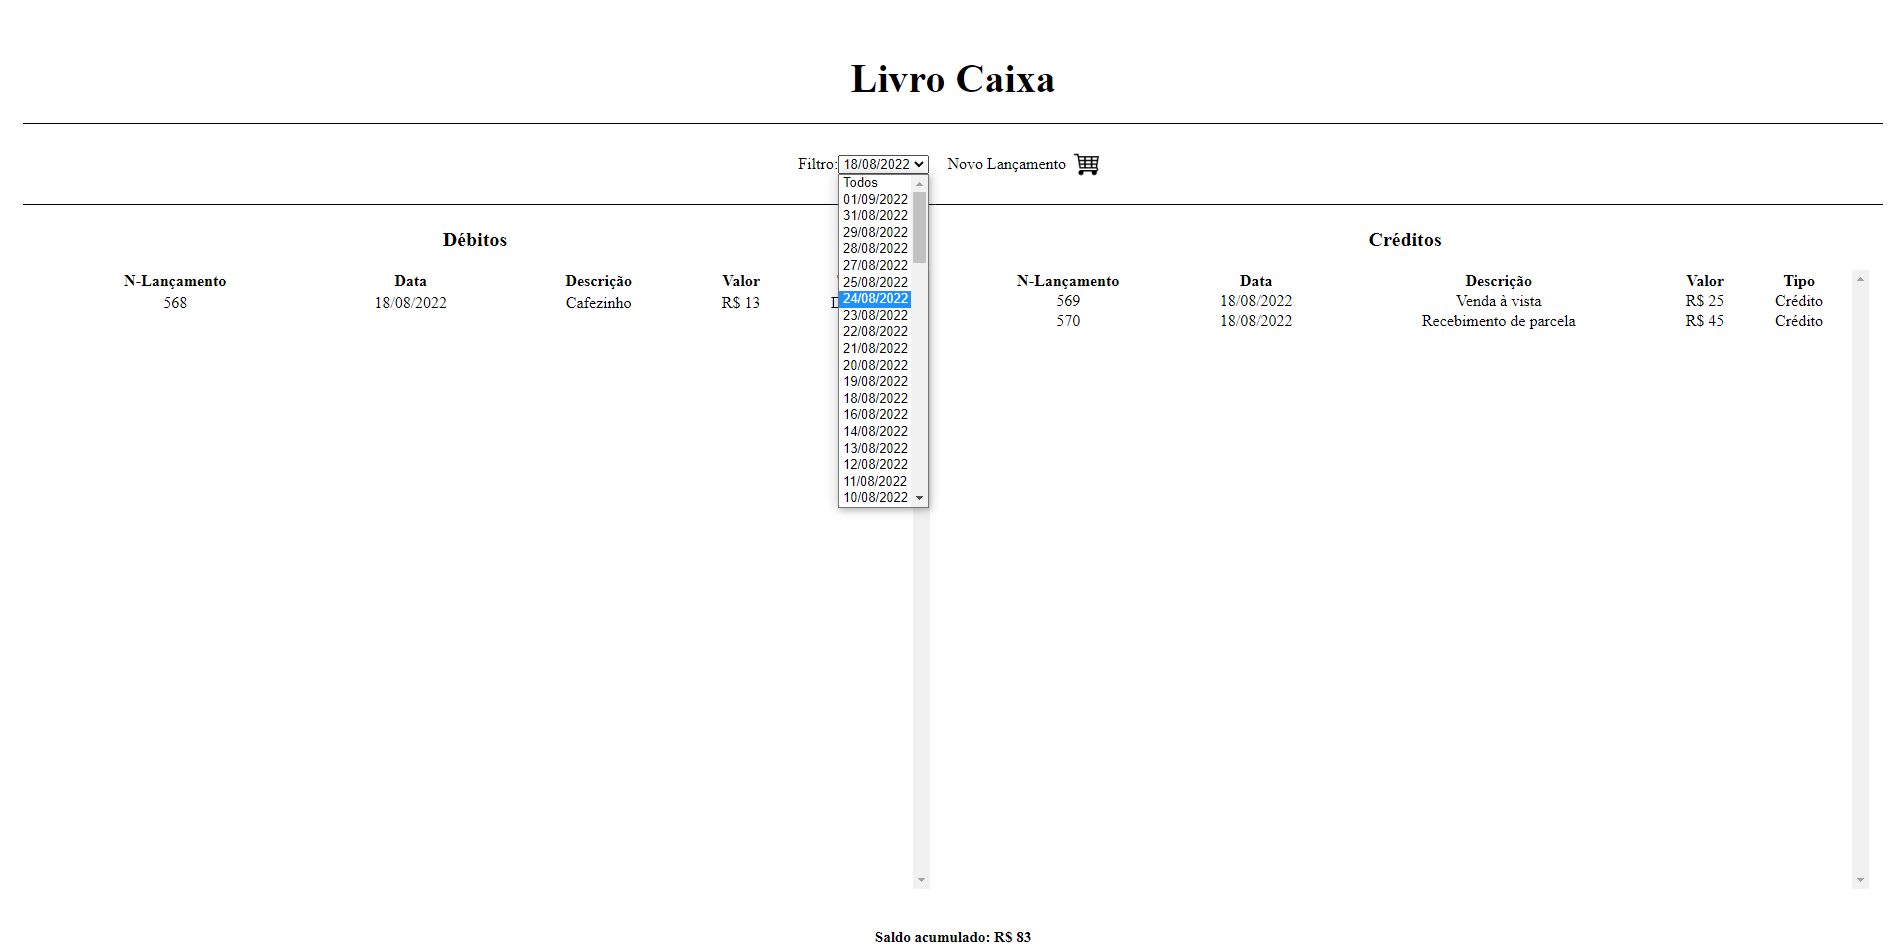 Livro Caixa
Filtro: 18/08/2022 Novo Lançamento
Todos
01/09/2022
31/08/2022
29/08/2022
28/08/2022
27/08/2022
25/08/2022
24/08/2022
23/08/2022
22/08/2022
21/08/2022
20/08/2022
19/08/2022
18/08/2022
16/08/2022
14/08/2022
13/08/2022
12/08/2022
11/08/2022
10/08/2022
Débitos
N-Lançamento Data Descrição Valor
568 18/08/2022 Cafezinho R$ 13
Créditos
N-Lançamento Data Descrição Valor Tipo
569 18/08/2022 Venda à vista R$ 25 Crédito
570 18/08/2022 Recebimento de parcela R$ 45 Crédito
Saldo acumulado: R$ 83